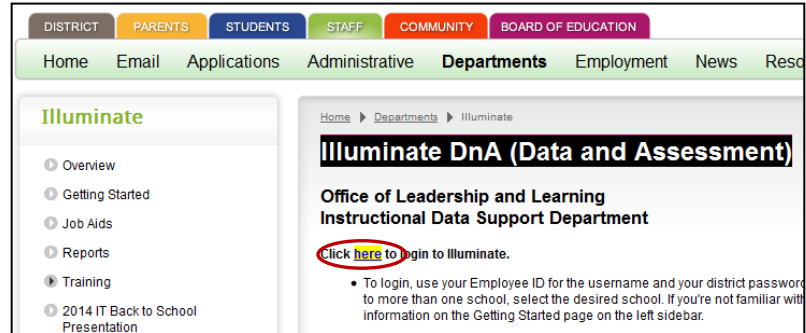 DISTRICT PARENTS STUDENTS STAFF COMMUNITY BOARD OF EDUCATION
Home Email Applications Administrative Departments Employment News
Illuminate
Overview
Getting Started
Job Aids
Reports
Training
2014 IT Back to School
Presentation
Home Departments Illuminate
Illuminate DnA (Data and Assessment)
Office of Leadership and Learning
Instructional Data Support Department
Click here to login to Illuminate.
To login, use your Employee ID for the username and your district password
to more than one school, select the desired school. If you're not familiar with
information on the Getting Started page on the left sidebar.